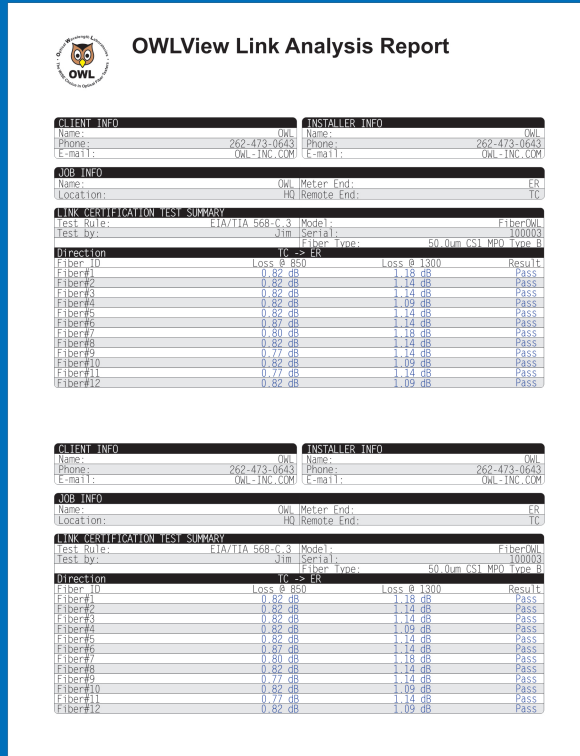 Optical Wavelength Laboratories
OWL
The WISE Choice in Optical Fiber Testers
OWLView Link Analysis Report
CLIENT INFO INSTALLER INFO
Name: OWL Name: OWL
Phone: 262-473-0643 Phone: 262-473-0643
E-mail: OWL-INC.COM E-mail: OWL-INC.COM
JOB INFO
Name: OWL Meter End: ER
Location: HQ Remote End: TC
LINK CERTIFICATION TEST SUMMARY
Test Rule: EIA/TIA 568-C.3 Model: FiberOWL
Test by: Jim Serial: 100003
Fiber Type: 50.0um CS1 MPO Type B
Direction TC -> ER
Fiber ID Loss @ 850 Loss @ 1300 Result
Fiber#1 0.82 dB 1.18 dB Pass
Fiber#2 0.82 dB 1.14 dB Pass
Fiber#3 0.82 dB 1.14 dB Pass
Fiber#4 0.82 dB 1.09 dB Pass
Fiber#5 0.82 dB 1.14 dB Pass
Fiber#6 0.87 dB 1.14 dB Pass
Fiber#7 0.80 dB 1.18 dB Pass
Fiber#8 0.82 dB 1.14 dB Pass
Fiber#9 0.77 dB 1.14 dB Pass
Fiber#10 0.82 dB 1.09 dB Pass
Fiber#11 0.77 dB 1.14 dB Pass
Fiber#12 0.82 dB 1.09 dB Pass
CLIENT INFO INSTALLER INFO
Name: OWL Name: OWL
Phone: 262-473-0643 Phone: 262-473-0643
E-mail: OWL-INC.COM E-mail: OWL-INC.COM
JOB INFO
Name: OWL Meter End: ER
Location: HQ Remote End: TC
LINK CERTIFICATION TEST SUMMARY
Test Rule: EIA/TIA 568-C.3 Model: FiberOWL
Test by: Jim Serial: 100003
Fiber Type: 50.0um CS1 MPO Type B
Direction TC -> ER
Fiber ID Loss @ 850 Loss @ 1300 Result
Fiber#1 0.82 dB 1.18 dB Pass
Fiber#2 0.82 dB 1.14 dB Pass
Fiber#3 0.82 dB 1.14 dB Pass
Fiber#4 0.82 dB 1.09 dB Pass
Fiber#5 0.82 dB 1.14 dB Pass
Fiber#6 0.87 dB 1.14 dB Pass
Fiber#7 0.80 dB 1.18 dB Pass
Fiber#8 0.82 dB 1.14 dB Pass
Fiber#9 0.77 dB 1.14 dB Pass
Fiber#10 0.82 dB 1.09 dB Pass
Fiber#11 0.77 dB 1.14 dB Pass
Fiber#12 0.82 dB 1.09 dB Pass